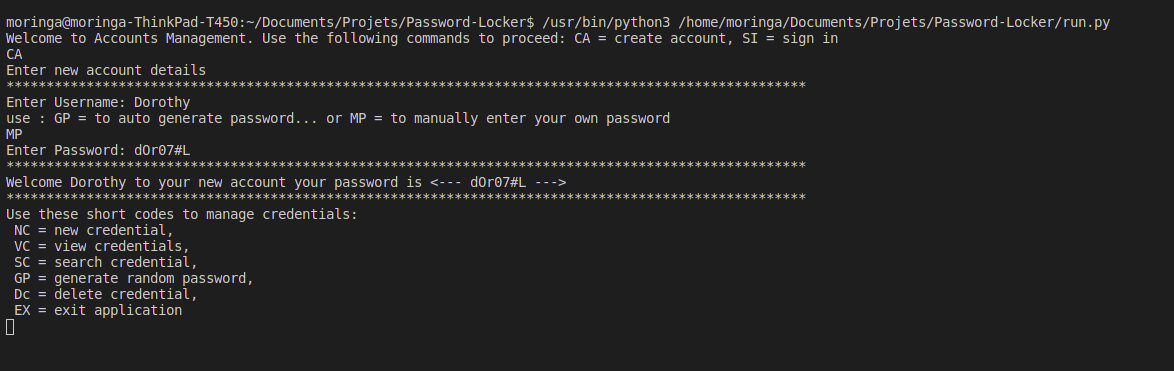 moringa@moringa-ThinkPad-T450:~/Documents/Projets/Password-Locker$ /usr/bin/python3 /home/moringa/Documents/Projets/Password-Locker/run.py
Welcome to Accounts Management. Use the following commands to proceed: CA = create account, SI = sign in
CA
Enter new account details
****************************************************************************************************
Enter Username: Dorothy
use : GP = to auto generate password... or MP = to manually enter your own password
MP
Enter Password: dOr07#L
****************************************************************************************************
Welcome Dorothy to your new account your password is <--- dOr07#L --->
****************************************************************************************************
Use these short codes to manage credentials:
 NC = new credential,
 VC = view credentials,
 SC = search credential,
 GP = generate random password,
 Dc = delete credential,
 EX = exit application